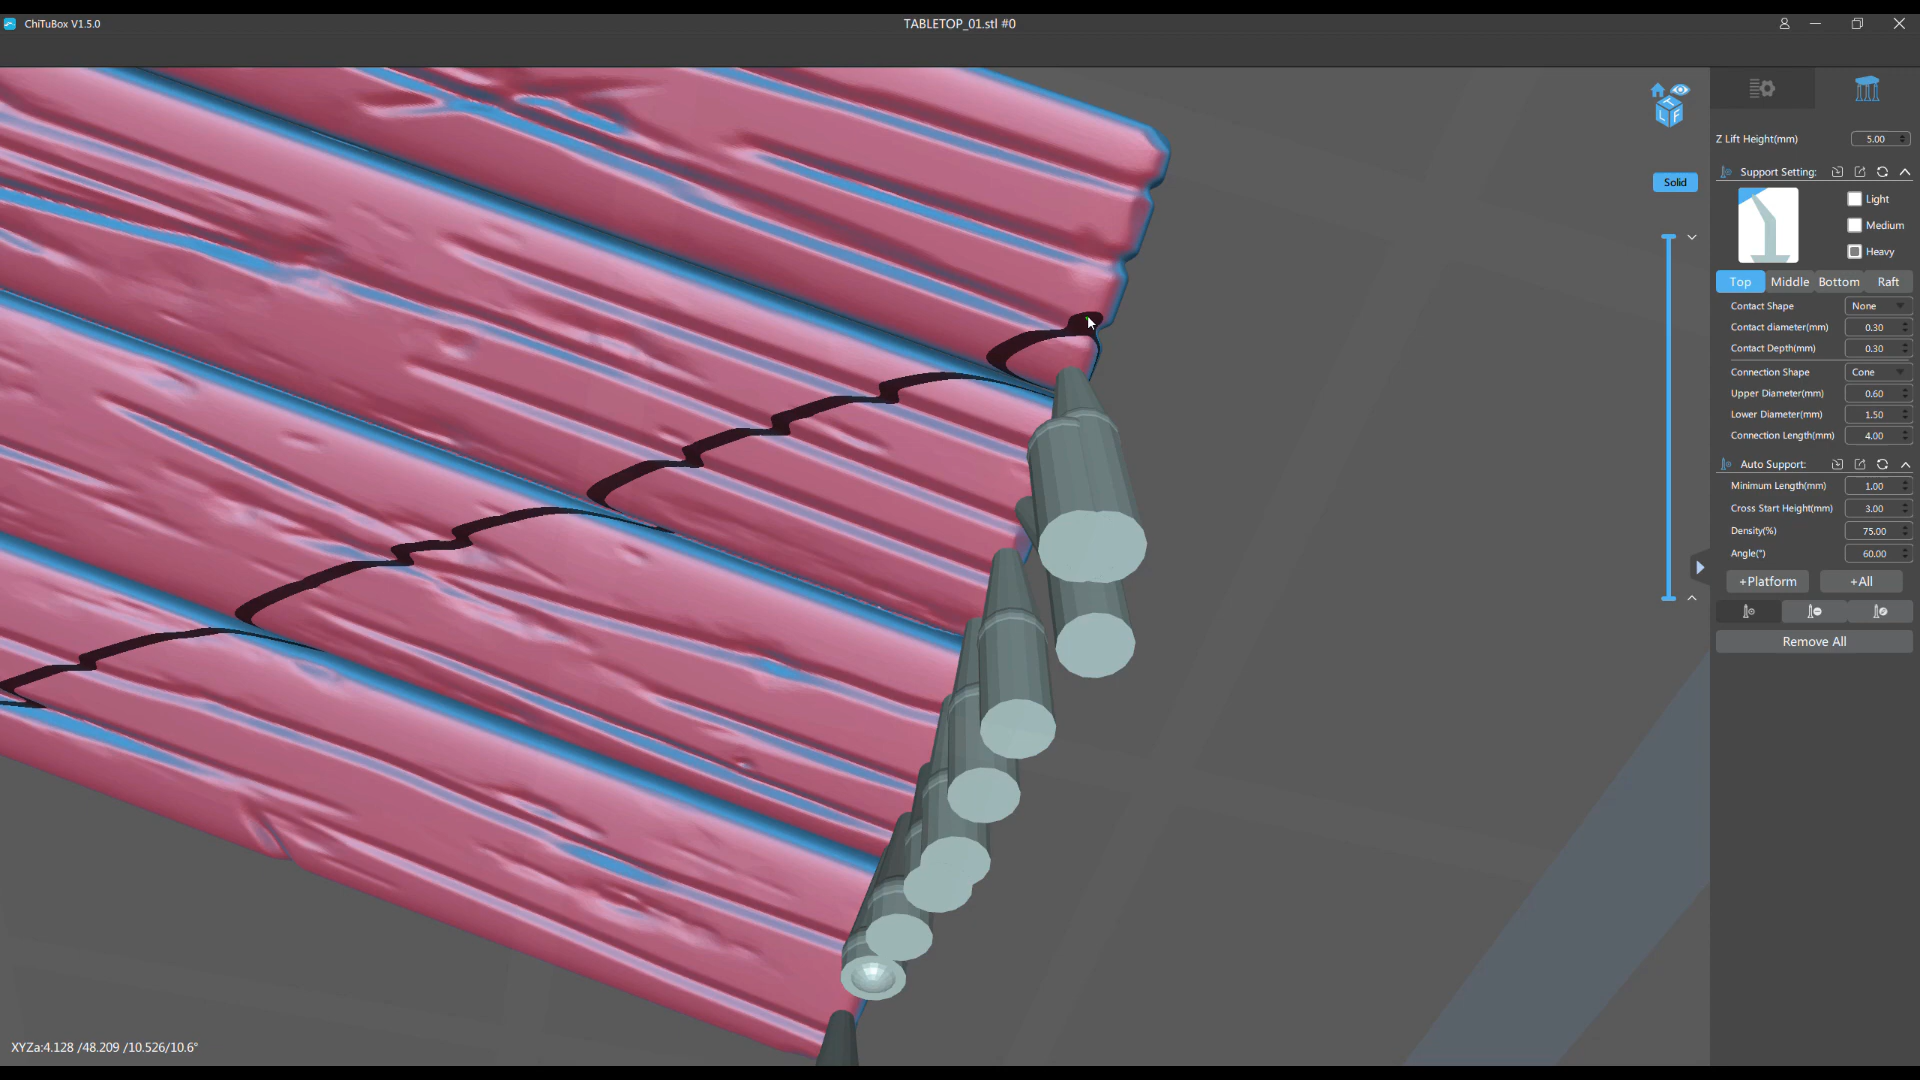 ChiTuBox V1.5.0
TABLETOP_01.stl #0
Z Lift Height(mm) 5.00
Support Setting:
Light
Medium
Heavy
Top Middle Bottom Raft
Contact Shape None
Contact diameter(mm) 0.30
Contact Depth(mm) 0.30
Connection Shape Cone
Upper Diameter(mm) 0.60
Lower Diameter(mm) 1.50
Connection Length(mm) 4.00
Auto Support:
Minimum Length(mm) 1.00
Cross Start Height(mm) 3.00
Density(%) 75.00
Angle(°) 60.00
+Platform +All
Remove All
Solid
T
L F
XYZa:4.128 /48.209 /10.526/10.6°